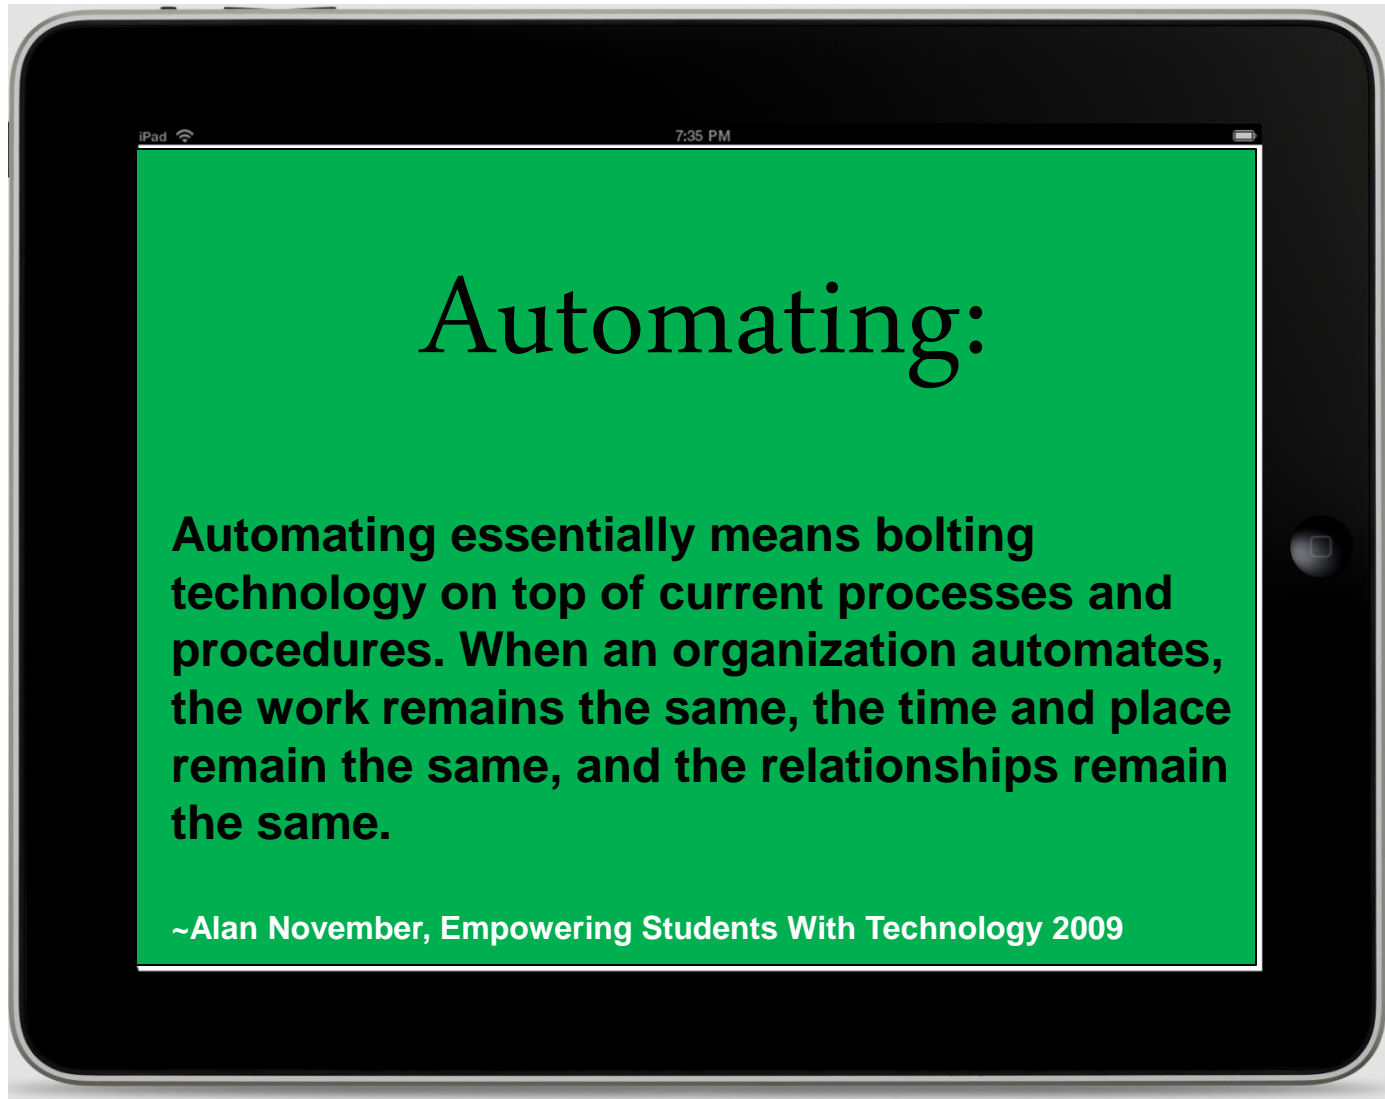 iPad
7:35 PM
Automating:
Automating essentially means bolting
technology on top of current processes and
procedures. When an organization automates,
the work remains the same, the time and place
remain the same, and the relationships remain
the same.
~Alan November, Empowering Students With Technology 2009